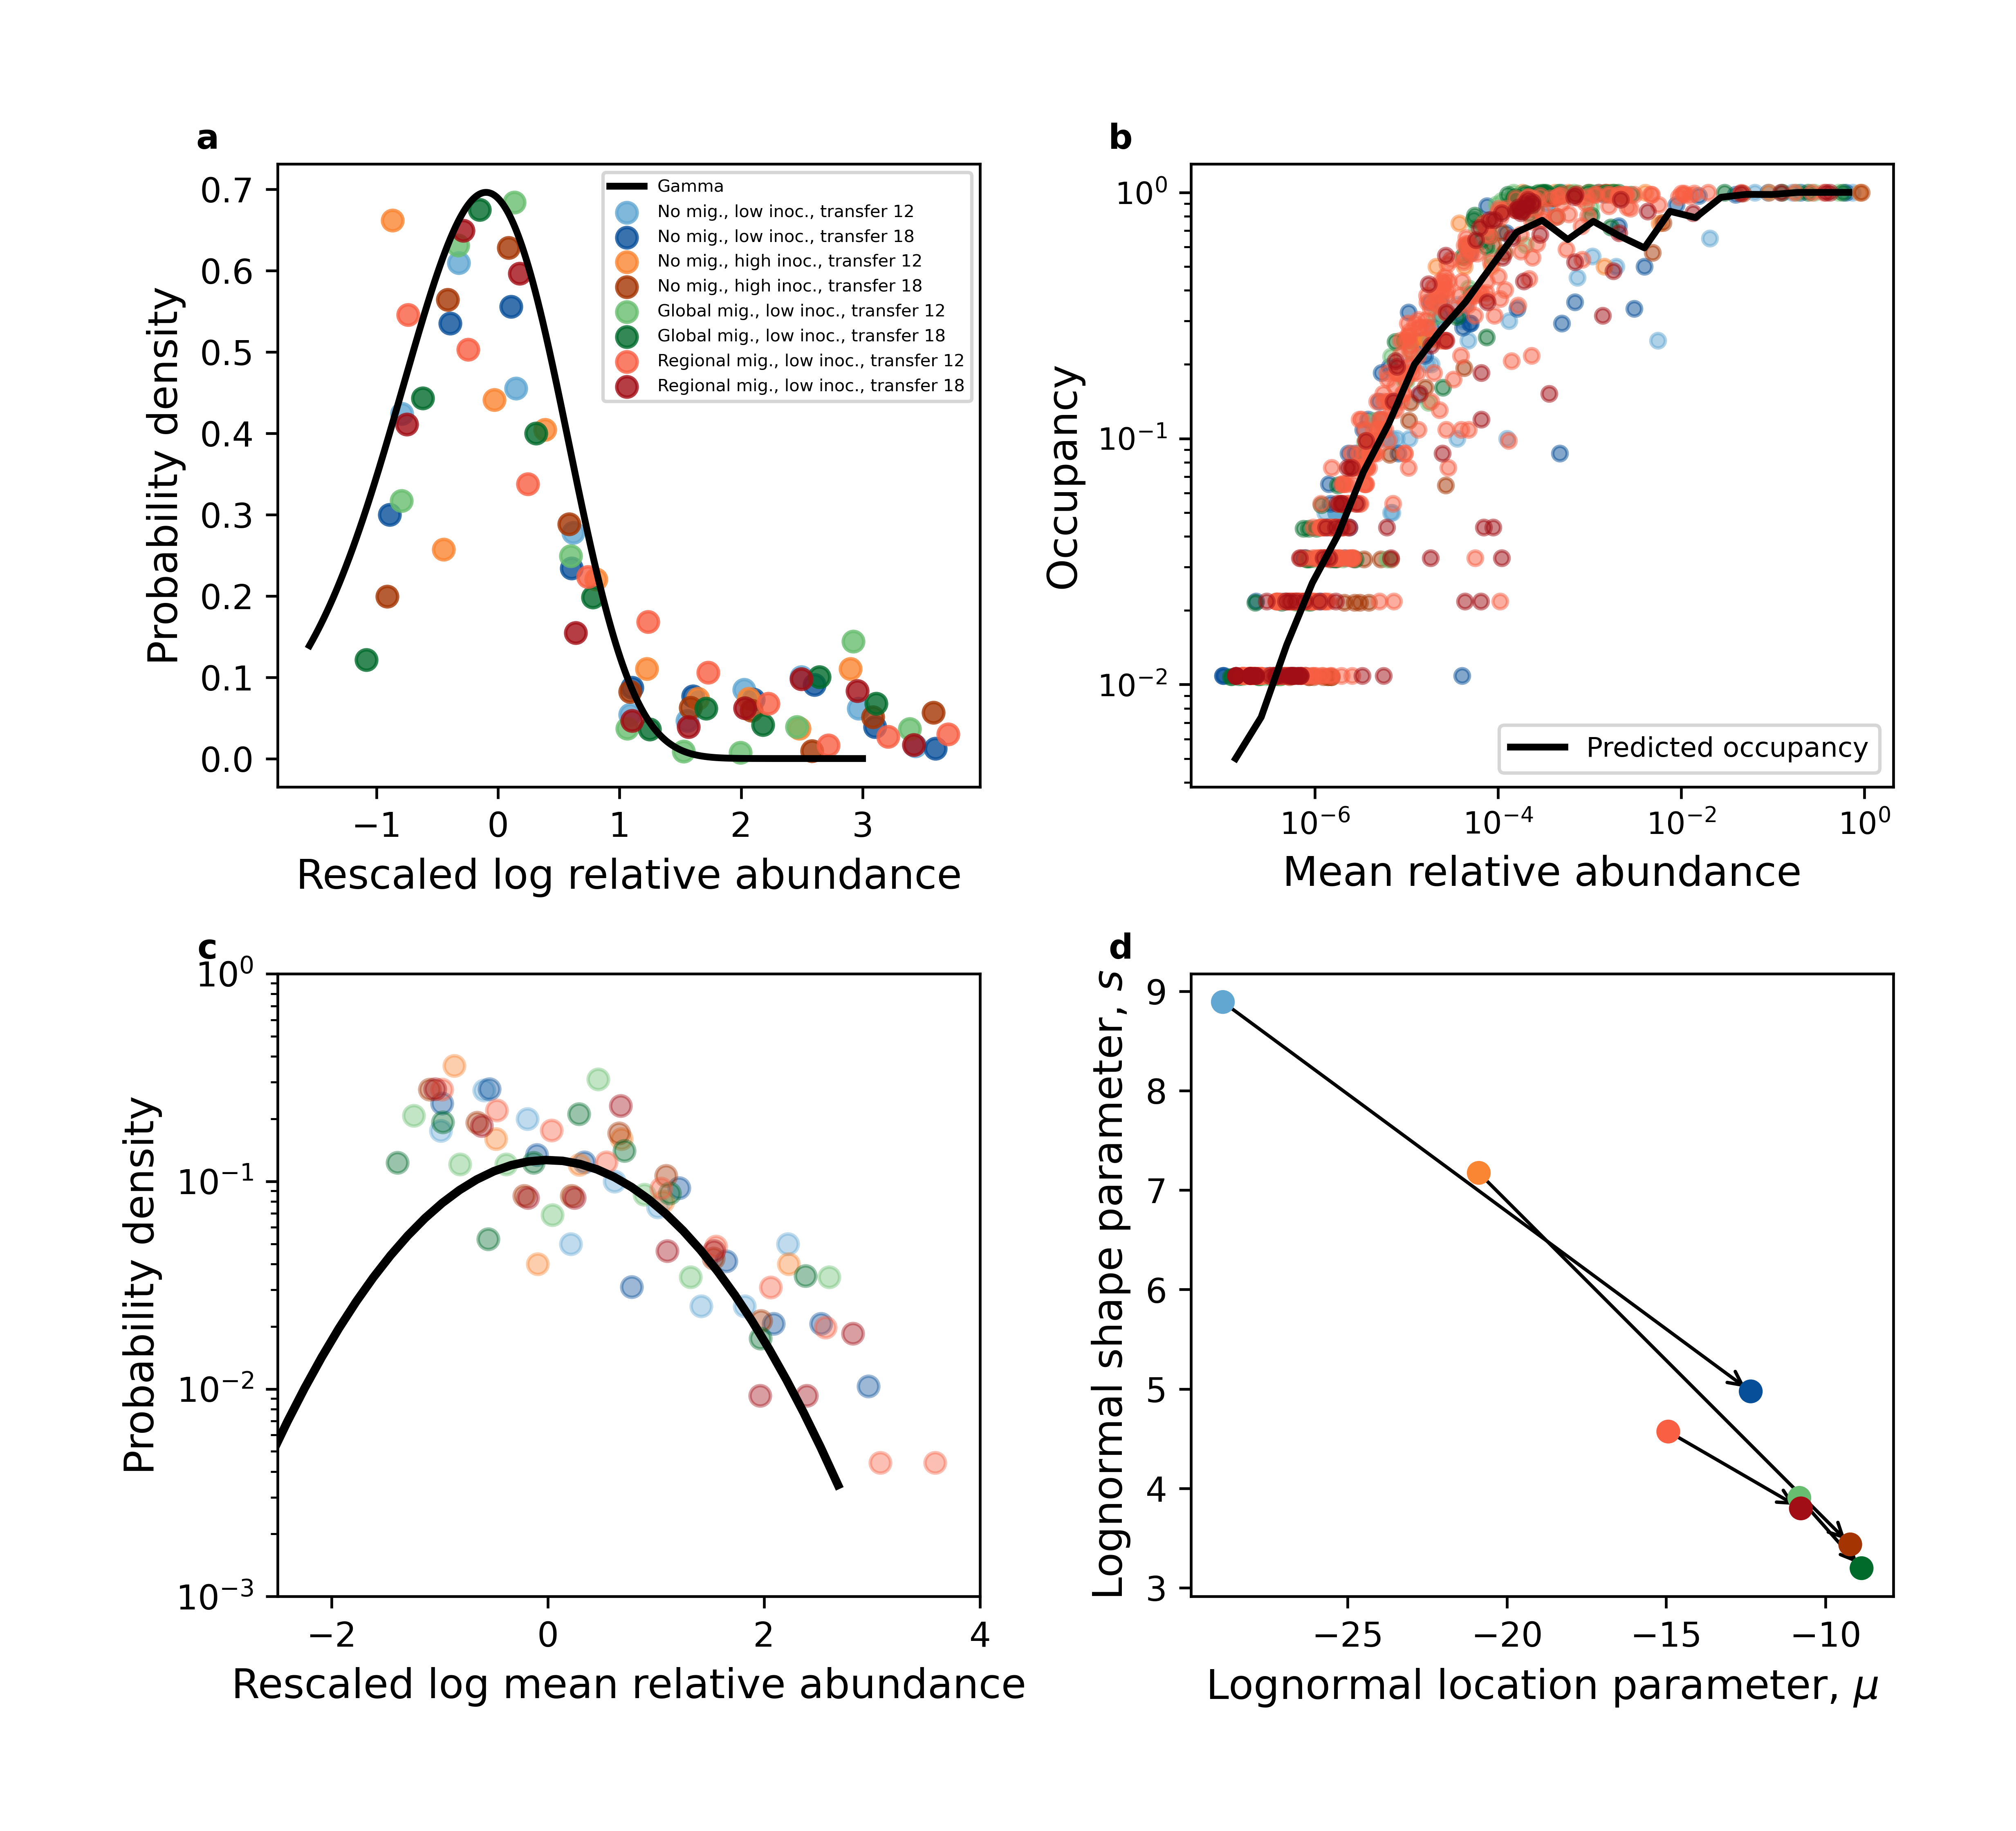 a
0.7
0.6
0.5
0.4
0.3
0.2
0.1
0.0
Probability density
Gamma
No mig., low inoc., transfer 12
No mig., low inoc., transfer 18
No mig., high inoc., transfer 12
No mig., high inoc., transfer 18
Global mig., low inoc., transfer 12
Global mig., low inoc., transfer 18
Regional mig., low inoc., transfer 12
Regional mig., low inoc., transfer 18
−1 0 1 2 3
Rescaled log relative abundance
b
10⁰
10⁻¹
10⁻²
Occupancy
Predicted occupancy
10⁻⁶ 10⁻⁴ 10⁻² 10⁰
Mean relative abundance
c
10⁰
10⁻¹
10⁻²
10⁻³
Probability density
−2 0 2 4
Rescaled log mean relative abundance
d
9
8
7
6
5
4
3
Lognormal shape parameter, s
−25 −20 −15 −10
Lognormal location parameter, μ